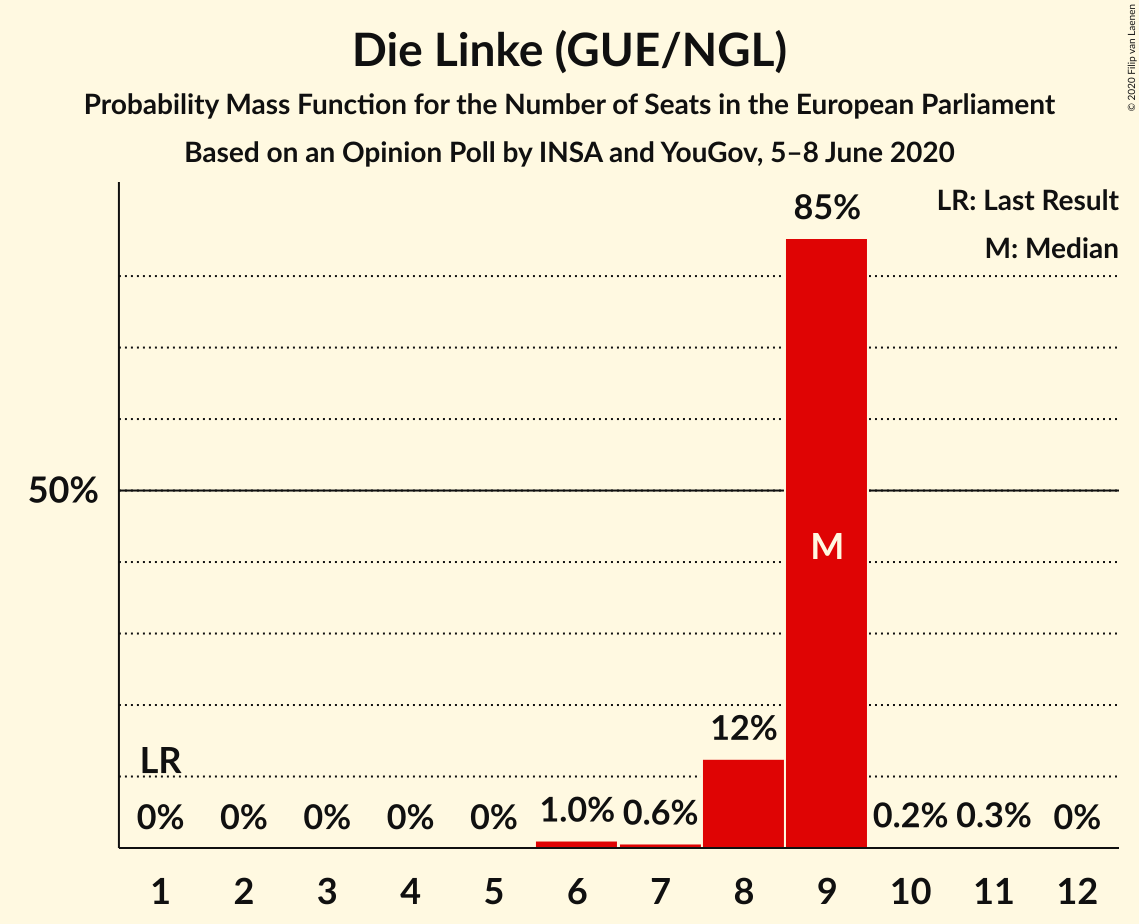 Die Linke (GUE/NGL)
Probability Mass Function for the Number of Seats in the European Parliament
Based on an Opinion Poll by INSA and YouGov, 5–8 June 2020
© 2020 Filip van Laenen
LR: Last Result
M: Median
85%
50%
M
12%
LR
0% 0% 0% 0% 0% 1.0% 0.6% 0.2% 0.3% 0%
1 2 3 4 5 6 7 8 9 10 11 12